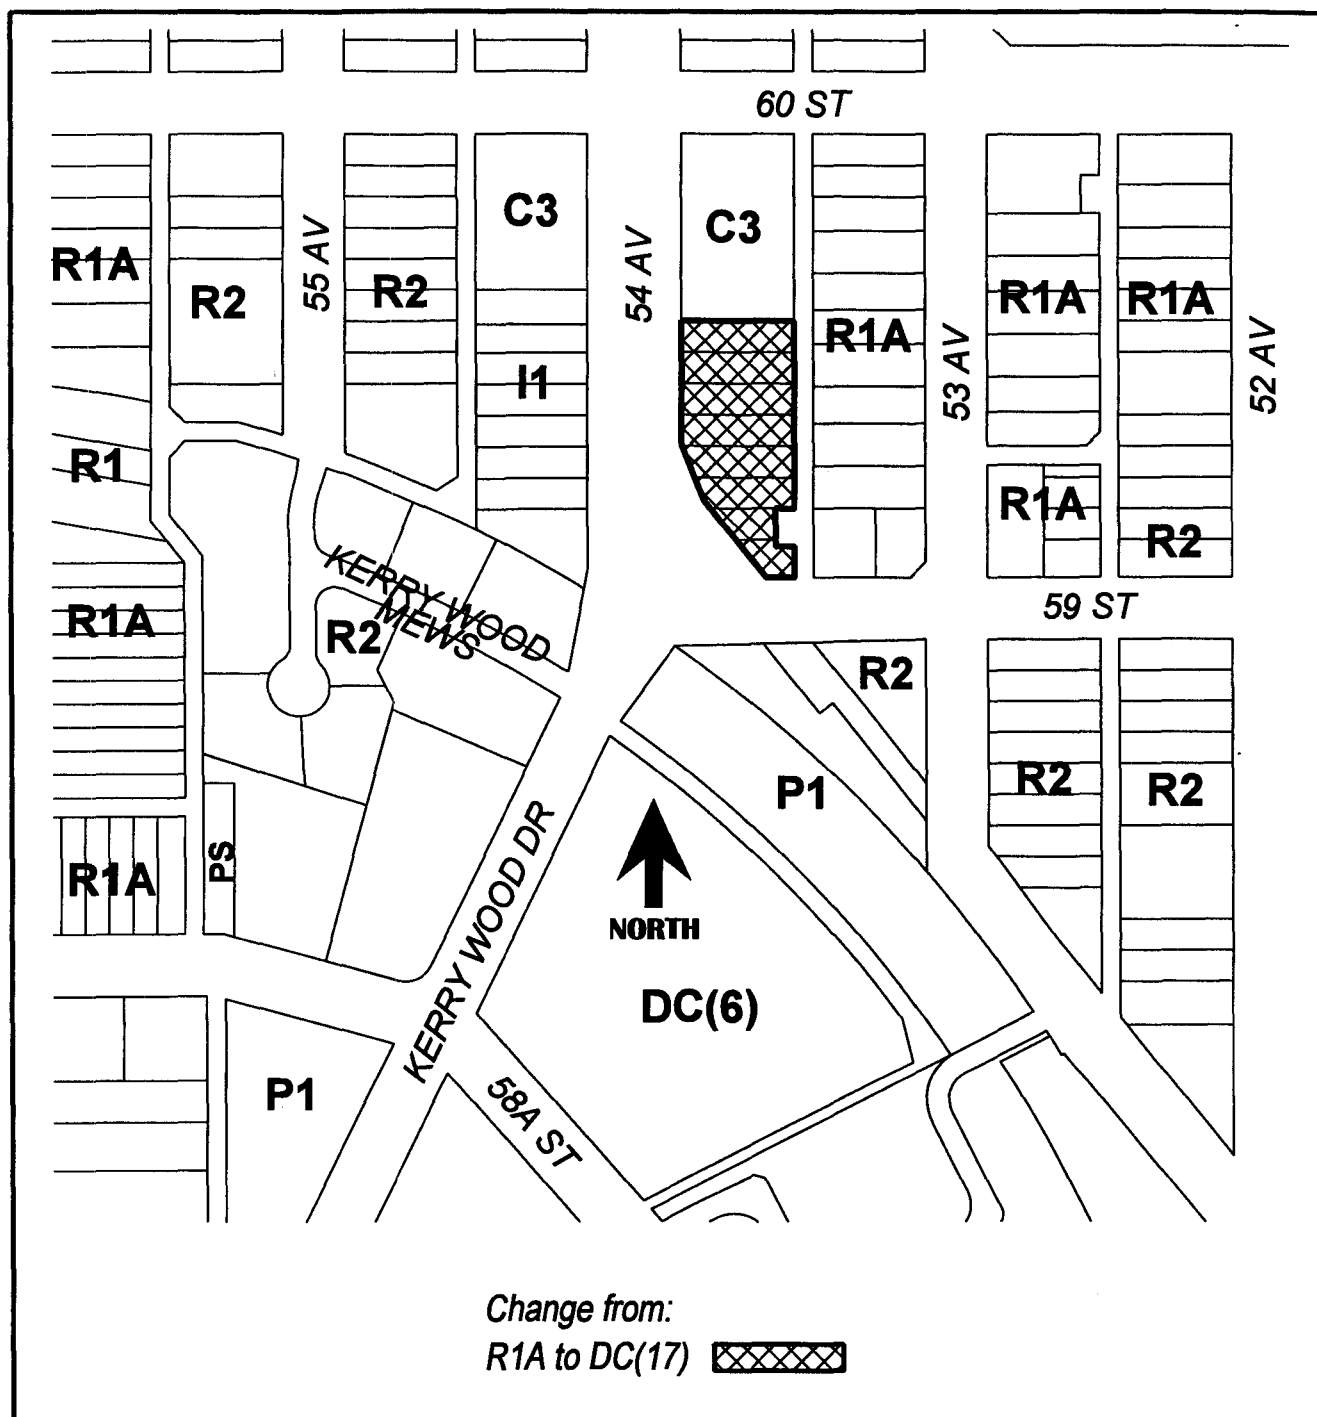 60 ST
C3
C3
R1A
R2
55 AV
R2
54 AV
R1A
R1A
R1A
53 AV
52 AV
I1
R1
R1A
R2
KERRY WOOD
MEWS
R1A
R2
59 ST
R2
R2
R2
P1
KERRY WOOD DR
PS
R1A
NORTH
DC(6)
P1
58A ST
Change from:
R1A to DC(17)